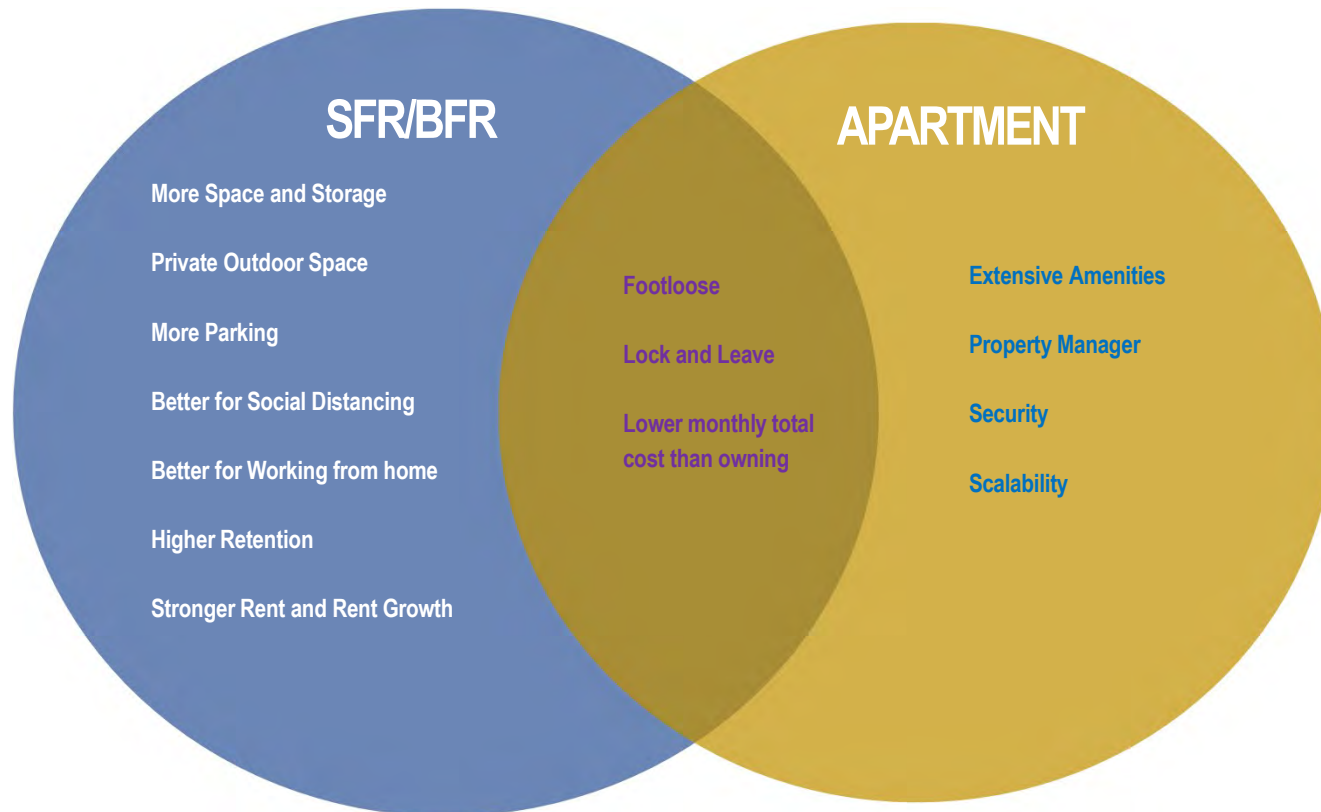 SFR/BFR
More Space and Storage
Private Outdoor Space
More Parking
Better for Social Distancing
Better for Working from home
Higher Retention
Stronger Rent and Rent Growth
Footloose
Lock and Leave
Lower monthly total
cost than owning
APARTMENT
Extensive Amenities
Property Manager
Security
Scalability